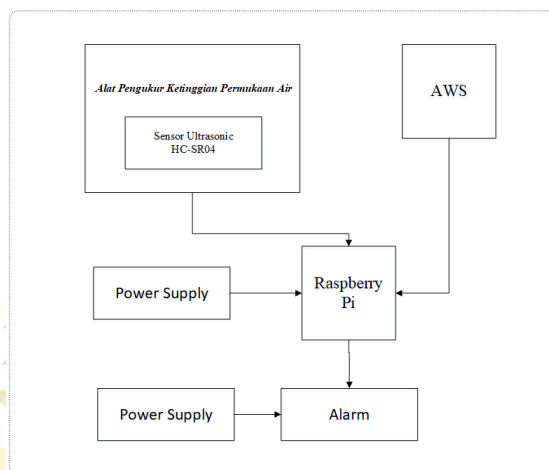 Alat Pengukur Ketinggian Permukaan Air
Sensor Ultrasonic
HC-SR04
AWS
Raspberry
Pi
Power Supply
Power Supply
Alarm